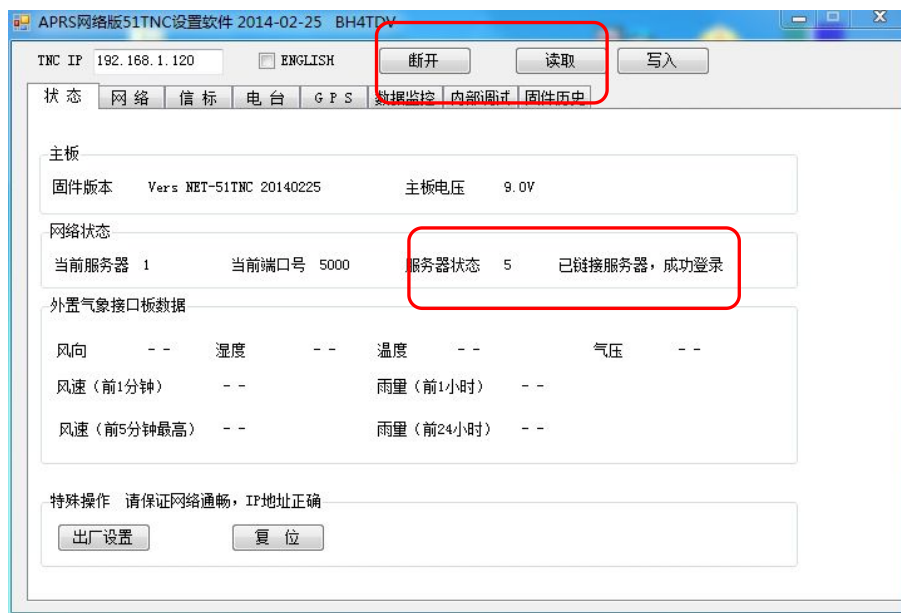 APRS网络版51TNC设置软件 2014-02-25 BH4TDV
TNC IP 192.168.1.120 ENGLISH 断开 读取 写入
状态 网络 信标 电台 GPS 数据监控 内部调试 固件历史
主板
固件版本 Vers NET-51TNC 20140225 主板电压 9.0V
网络状态
当前服务器 1 当前端口号 5000 服务器状态 5 已链接服务器，成功登录
外置气象接口板数据
风向 -- 湿度 -- 温度 -- 气压 --
风速（前1分钟） -- 雨量（前1小时） --
风速（前5分钟最高） -- 雨量（前24小时） --
特殊操作 请保证网络通畅，IP地址正确
出厂设置 复位